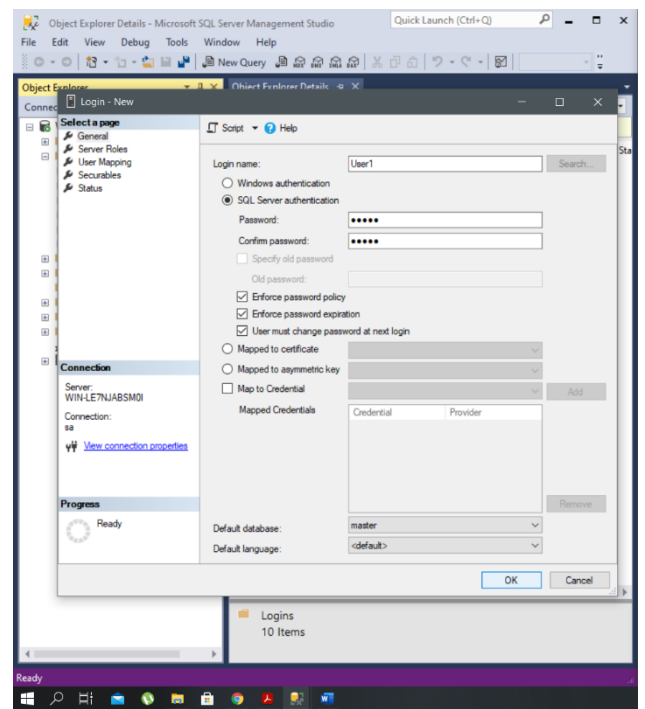 Object Explorer Details - Microsoft SQL Server Management Studio
Quick Launch (Ctrl+Q)
File Edit View Debug Tools Window Help
New Query
Object Explorer
Object Explorer Details
Connec
Login - New
Select a page
General
Server Roles
User Mapping
Securables
Status
Script Help
Sta
Login name: User1 Search...
Windows authentication
SQL Server authentication
Password: •••••
Confirm password: •••••
Specify old password
Old password:
Enforce password policy
Enforce password expiration
User must change password at next login
Mapped to certificate
Mapped to asymmetric key
Map to Credential Add
Mapped Credentials Credential Provider
Remove
Default database: master
Default language: <default>
Connection
Server:
WIN-LE7NJABSM0I
Connection:
sa
View connection properties
Progress
Ready
OK Cancel
Logins
10 Items
Ready